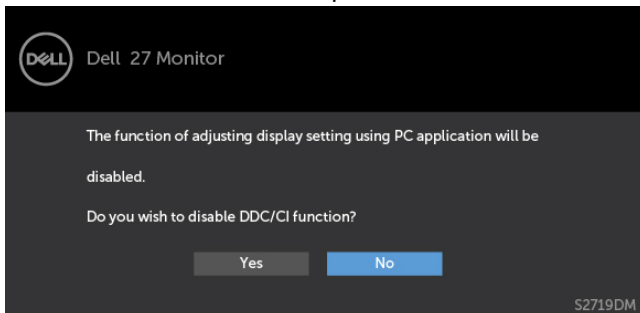 DELL
Dell 27 Monitor
The function of adjusting display setting using PC application will be
disabled.
Do you wish to disable DDC/CI function?
Yes No
S2719DM